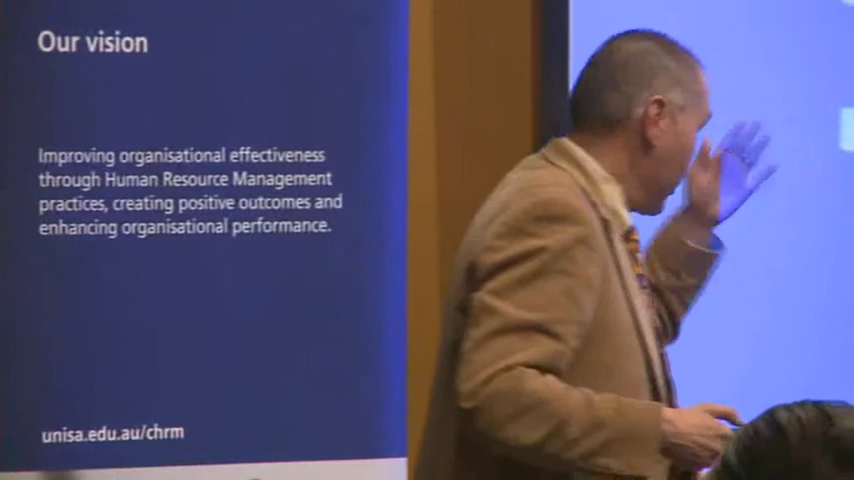 Our vision
Improving organisational effectiveness
through Human Resource Management
practices, creating positive outcomes and
enhancing organisational performance.
unisa.edu.au/chrm